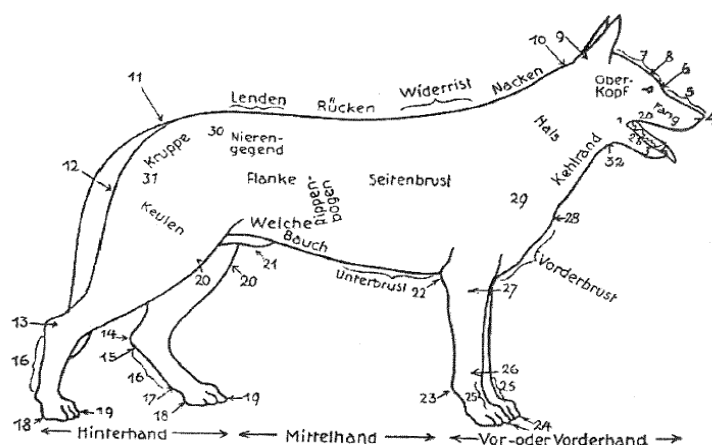 9
10
7
8
6
5
Ober-
Kopf
Fang
11
Lenden
Rücken
Widerrist
Nacken
30
Nieren-
gegend
Hals
Kruppe
12
31
Flanke
Rippen-
bogen
Seitenbrust
Kehlrand
32
Keulen
Welche
Bauch
29
28
20
20
21
Unterbrust
22
Vorderbrust
27
13
14
15
16
16
17
18
19
18
19
26
23
25
25
24
Hinterhand
Mittelhand
Vor-oder Vorderhand